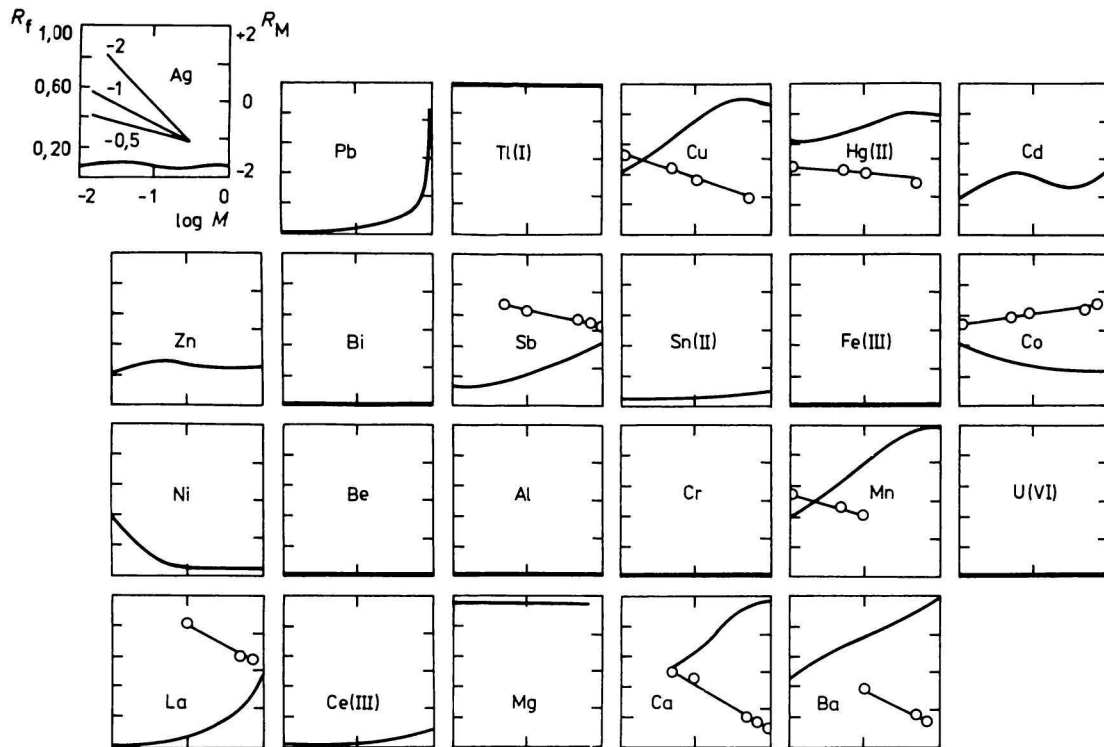 Rf 1,00 +2 RM
-2 Ag
0,60 -1 0
-0,5
0,20 -2
-2 -1 0
log M
Pb Tl(I) Cu Hg(II) Cd
Zn Bi Sb Sn(II) Fe(III) Co
Ni Be Al Cr Mn U(VI)
La Ce(III) Mg Ca Ba